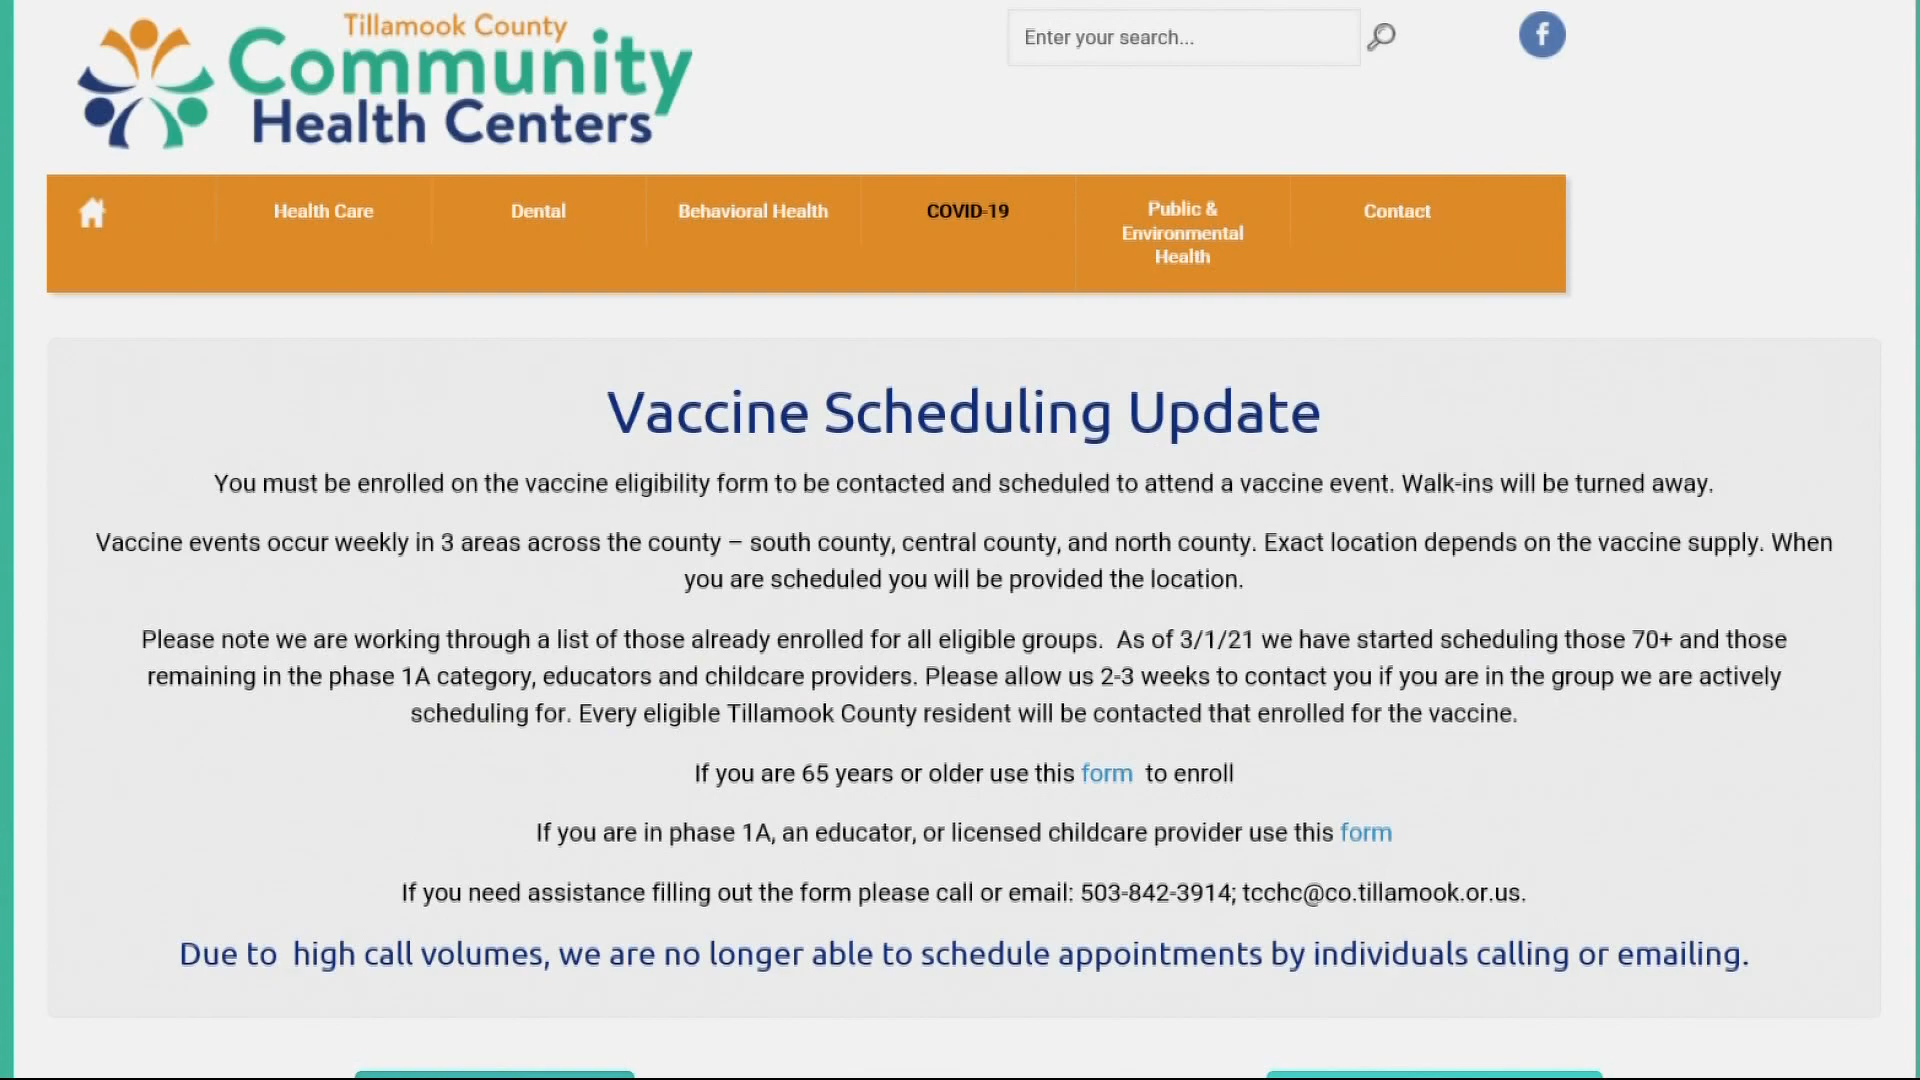 Tillamook County
Community
Health Centers
Enter your search...
f
Health Care
Dental
Behavioral Health
COVID-19
Public &
Environmental
Health
Contact
Vaccine Scheduling Update
You must be enrolled on the vaccine eligibility form to be contacted and scheduled to attend a vaccine event. Walk-ins will be turned away.
Vaccine events occur weekly in 3 areas across the county – south county, central county, and north county. Exact location depends on the vaccine supply. When
you are scheduled you will be provided the location.
Please note we are working through a list of those already enrolled for all eligible groups.  As of 3/1/21 we have started scheduling those 70+ and those
remaining in the phase 1A category, educators and childcare providers. Please allow us 2-3 weeks to contact you if you are in the group we are actively
scheduling for. Every eligible Tillamook County resident will be contacted that enrolled for the vaccine.
If you are 65 years or older use this form  to enroll
If you are in phase 1A, an educator, or licensed childcare provider use this form
If you need assistance filling out the form please call or email: 503-842-3914; tcchc@co.tillamook.or.us.
Due to  high call volumes, we are no longer able to schedule appointments by individuals calling or emailing.